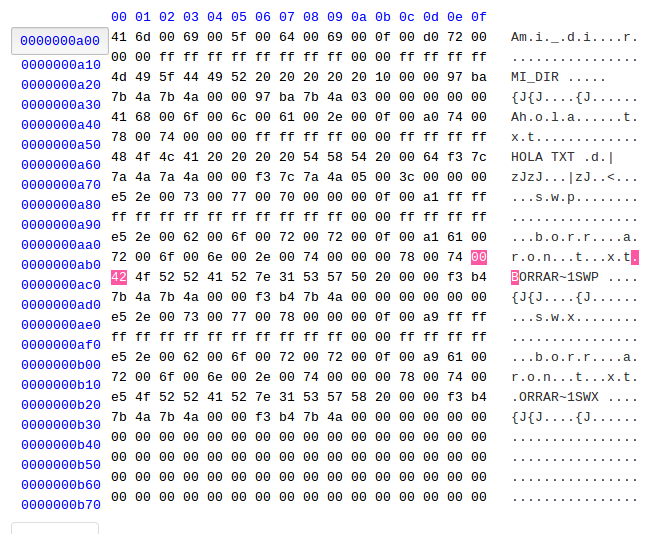 00 01 02 03 04 05 06 07 08 09 0a 0b 0c 0d 0e 0f
0000000a00 41 6d 00 69 00 5f 00 64 00 69 00 0f 00 d0 72 00 Am.i._.d.i....r.
0000000a10 00 00 ff ff ff ff ff ff ff ff 00 00 ff ff ff ff ................
0000000a20 4d 49 5f 44 49 52 20 20 20 20 20 10 00 00 97 ba MI_DIR .....
0000000a30 7b 4a 7b 4a 00 00 97 ba 7b 4a 03 00 00 00 00 00 {J{J....{J......
0000000a40 41 68 00 6f 00 6c 00 61 00 2e 00 0f 00 a0 74 00 Ah.o.l.a......t.
0000000a50 78 00 74 00 00 00 ff ff ff ff 00 00 ff ff ff ff x.t.............
0000000a60 48 4f 4c 41 20 20 20 20 54 58 54 20 00 64 f3 7c HOLA TXT .d.|
0000000a70 7a 4a 7a 4a 00 00 f3 7c 7a 4a 05 00 3c 00 00 00 zJzJ...|zJ..<...
0000000a80 e5 2e 00 73 00 77 00 70 00 00 00 0f 00 a1 ff ff ...s.w.p........
0000000a90 ff ff ff ff ff ff ff ff ff ff 00 00 ff ff ff ff ................
0000000aa0 e5 2e 00 62 00 6f 00 72 00 72 00 0f 00 a1 61 00 ...b.o.r.r....a.
0000000ab0 72 00 6f 00 6e 00 2e 00 74 00 00 00 78 00 74 00 r.o.n...t...x.t.
0000000ac0 42 4f 52 52 41 52 7e 31 53 57 50 20 00 00 f3 b4 BORRAR~1SWP ....
0000000ad0 7b 4a 7b 4a 00 00 f3 b4 7b 4a 00 00 00 00 00 00 {J{J....{J......
0000000ae0 e5 2e 00 73 00 77 00 78 00 00 00 0f 00 a9 ff ff ...s.w.x........
0000000af0 ff ff ff ff ff ff ff ff ff ff 00 00 ff ff ff ff ................
0000000b00 e5 2e 00 62 00 6f 00 72 00 72 00 0f 00 a9 61 00 ...b.o.r.r....a.
0000000b10 72 00 6f 00 6e 00 2e 00 74 00 00 00 78 00 74 00 r.o.n...t...x.t.
0000000b20 e5 4f 52 52 41 52 7e 31 53 57 58 20 00 00 f3 b4 .ORRAR~1SWX ....
0000000b30 7b 4a 7b 4a 00 00 f3 b4 7b 4a 00 00 00 00 00 00 {J{J....{J......
0000000b40 00 00 00 00 00 00 00 00 00 00 00 00 00 00 00 00 ................
0000000b50 00 00 00 00 00 00 00 00 00 00 00 00 00 00 00 00 ................
0000000b60 00 00 00 00 00 00 00 00 00 00 00 00 00 00 00 00 ................
0000000b70 00 00 00 00 00 00 00 00 00 00 00 00 00 00 00 00 ................